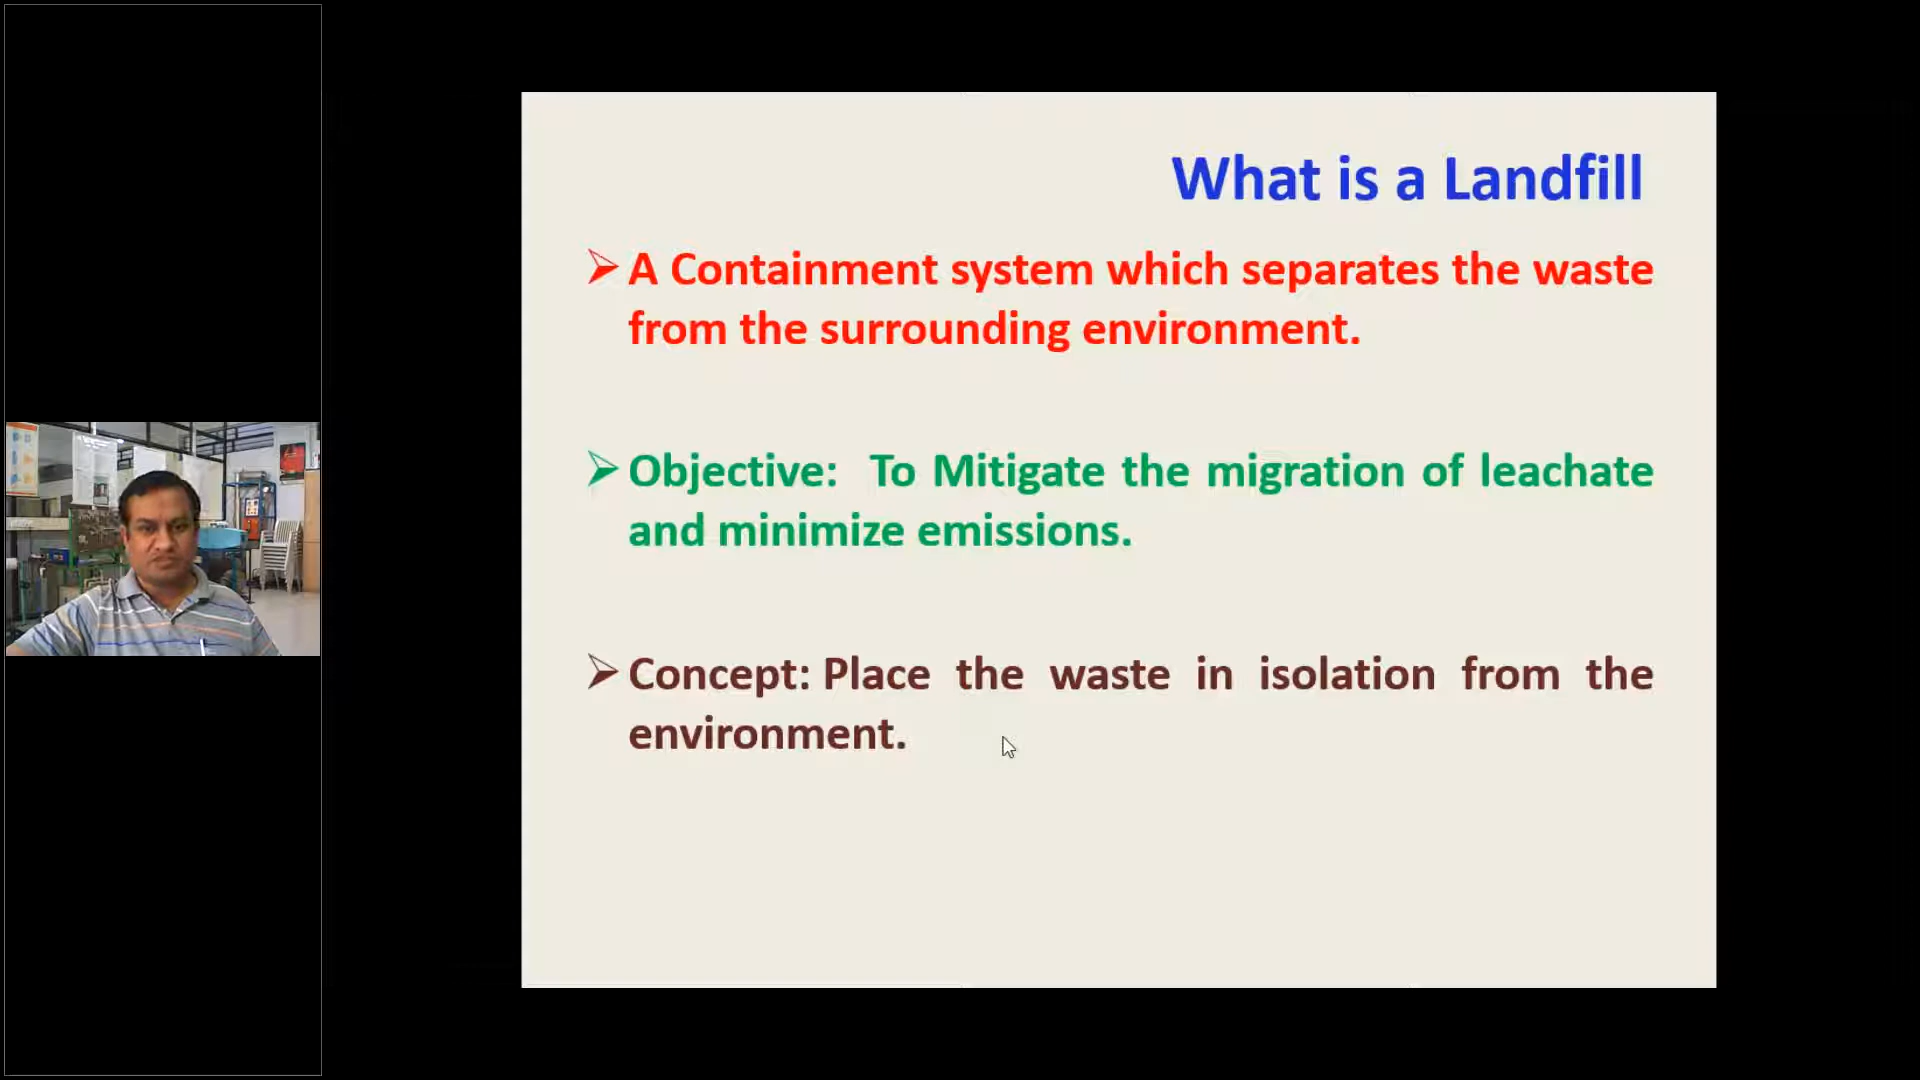 What is a Landfill
➢ A Containment system which separates the waste
from the surrounding environment.
➢ Objective: To Mitigate the migration of leachate
and minimize emissions.
➢ Concept: Place the waste in isolation from the
environment.